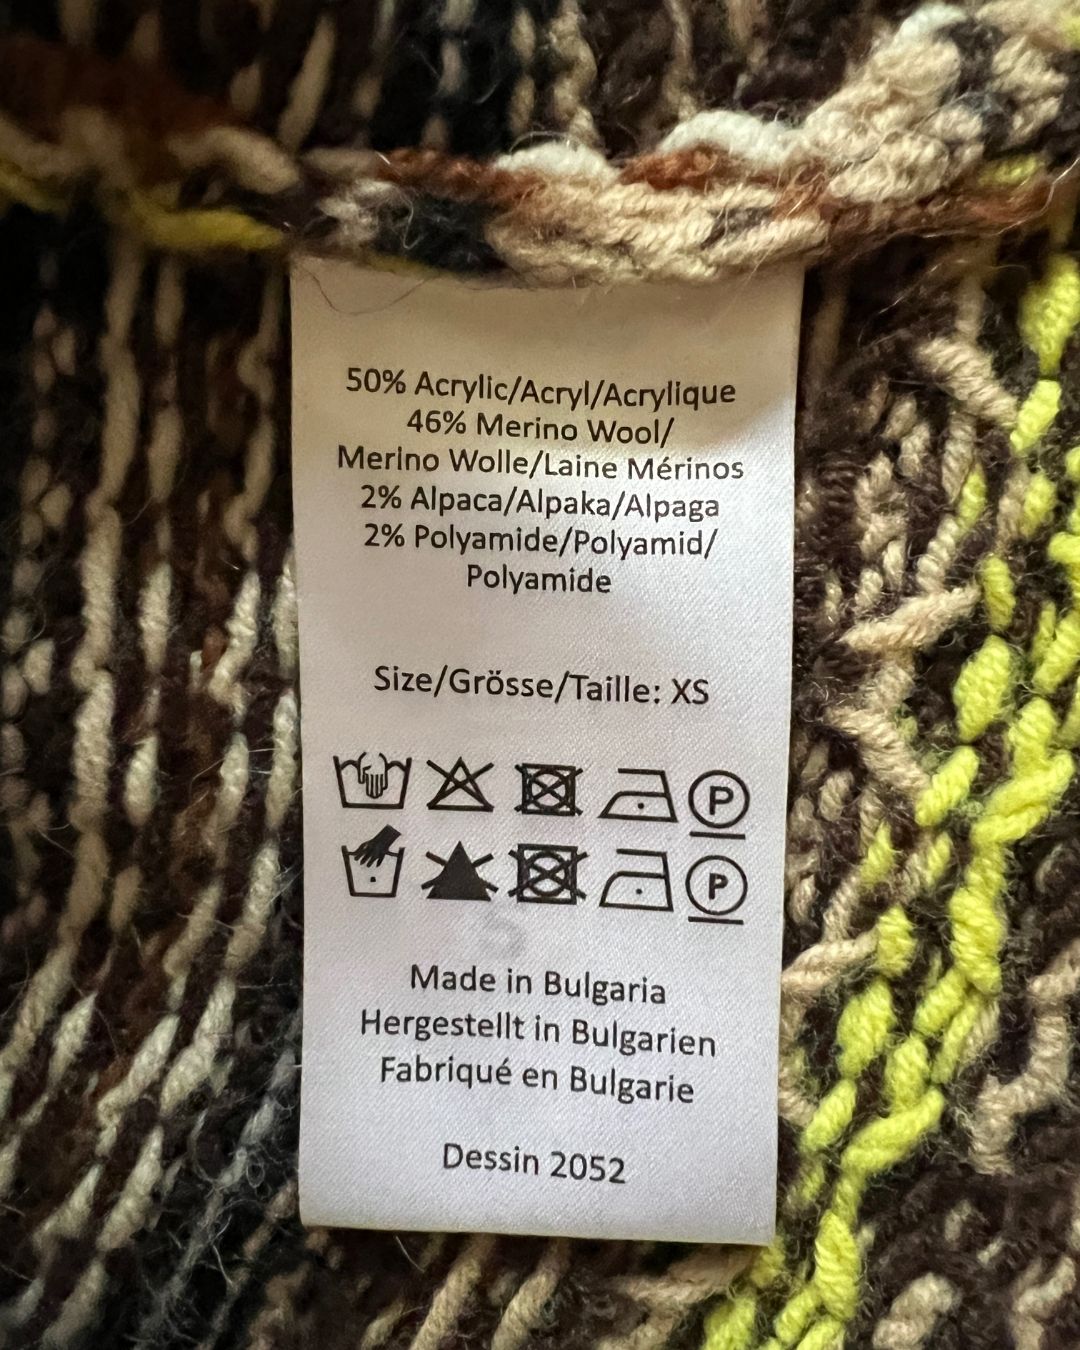 50% Acrylic/Acryl/Acrylique
46% Merino Wool/
Merino Wolle/Laine Mérinos
2% Alpaca/Alpaka/Alpaga
2% Polyamide/Polyamid/
Polyamide
Size/Grösse/Taille: XS
P
P
Made in Bulgaria
Hergestellt in Bulgarien
Fabriqué en Bulgarie
Dessin 2052